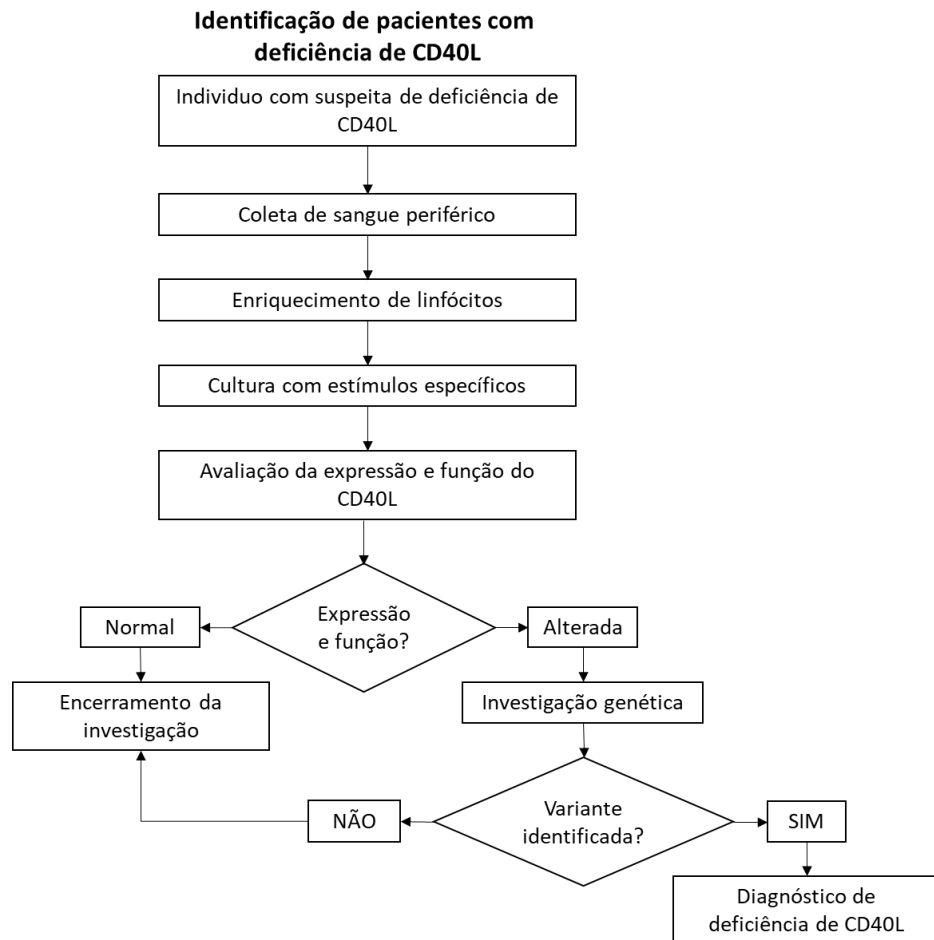 Identificação de pacientes com
deficiência de CD40L
Individuo com suspeita de deficiência de
CD40L
Coleta de sangue periférico
Enriquecimento de linfócitos
Cultura com estímulos específicos
Avaliação da expressão e função do
CD40L
Expressão
e função?
Normal
Alterada
Encerramento da
investigação
Investigação genética
Variante
identificada?
NÃO
SIM
Diagnóstico de
deficiência de CD40L